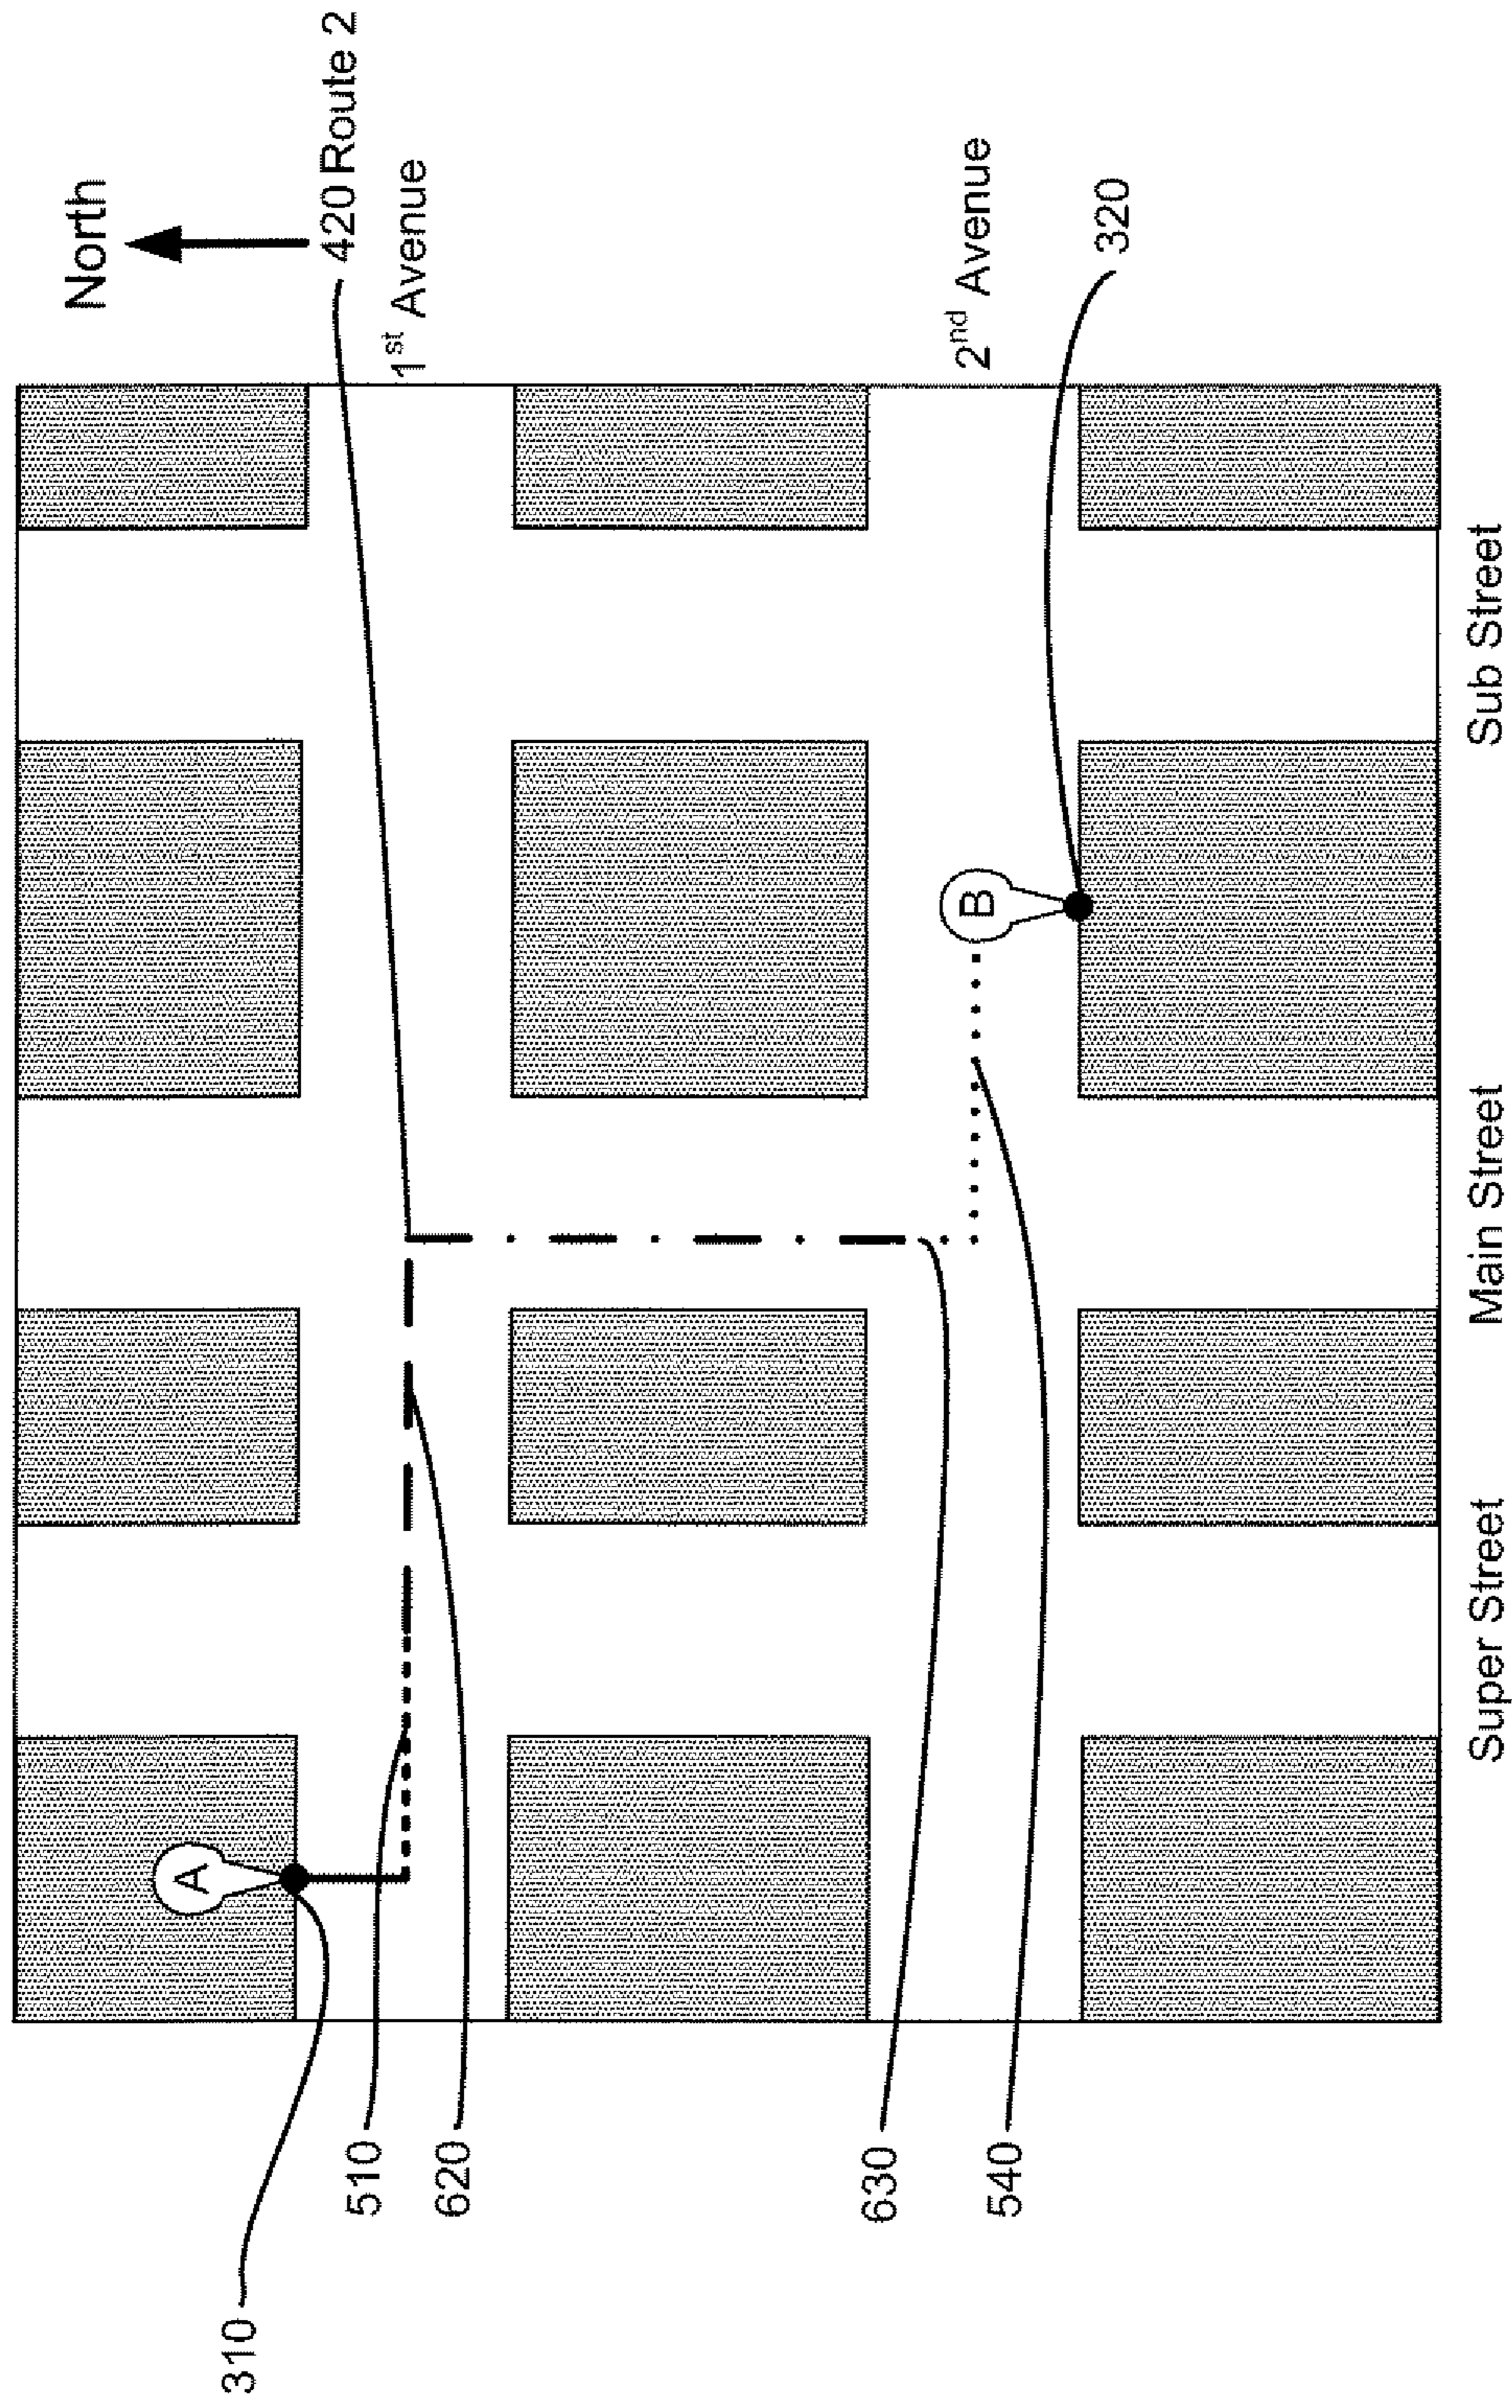 North
A
310
420 Route 2
510
1st Avenue
620
630
B
2nd Avenue
540
320
Super Street
Main Street
Sub Street